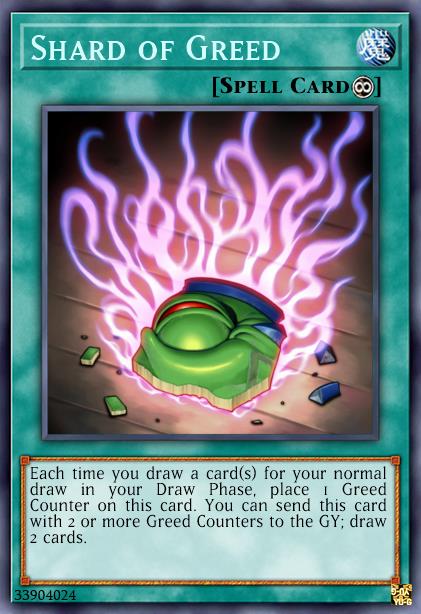 SHARD OF GREED
魔
[SPELL CARD]
Each time you draw a card(s) for your normal
draw in your Draw Phase, place 1 Greed
Counter on this card. You can send this card
with 2 or more Greed Counters to the GY; draw
2 cards.
33904024